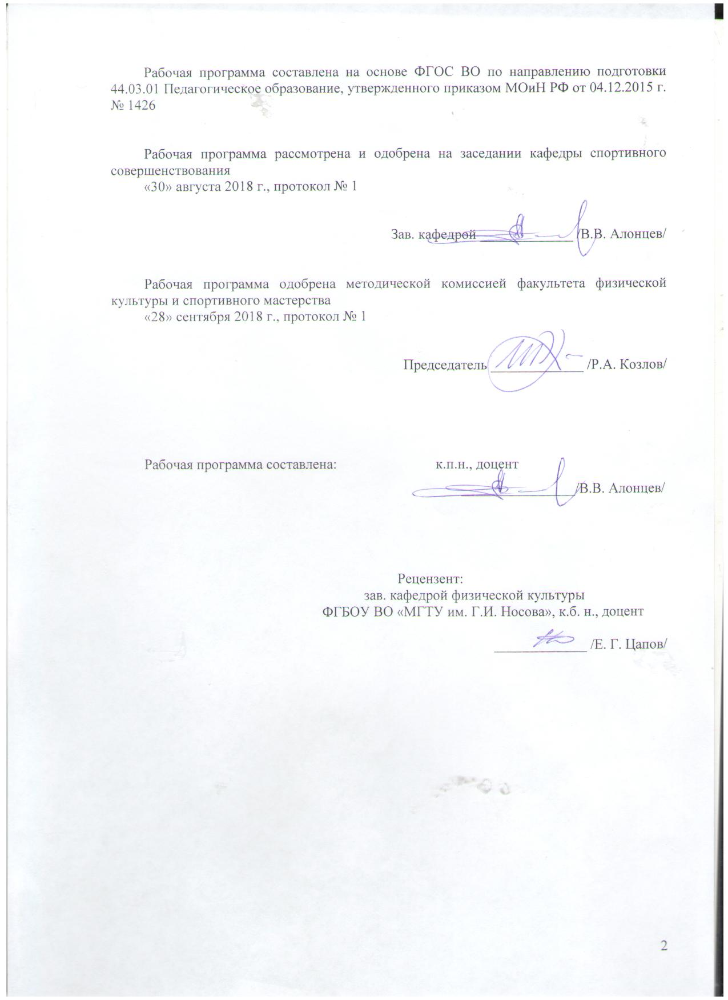 Рабочая программа составлена на основе ФГОС ВО по направлению подготовки
44.03.01 Педагогическое образование, утвержденного приказом МОиН РФ от 04.12.2015 г.
№ 1426
Рабочая программа рассмотрена и одобрена на заседании кафедры спортивного
совершенствования
«30» августа 2018 г., протокол № 1
Зав. кафедрой _____________ /В.В. Алонцев/
Рабочая программа одобрена методической комиссией факультета физической
культуры и спортивного мастерства
«28» сентября 2018 г., протокол № 1
Председатель _____________ /Р.А. Козлов/
Рабочая программа составлена: к.п.н., доцент
________________/В.В. Алонцев/
Рецензент:
зав. кафедрой физической культуры
ФГБОУ ВО «МГТУ им. Г.И. Носова», к.б. н., доцент
_____________ /Е. Г. Цапов/
2